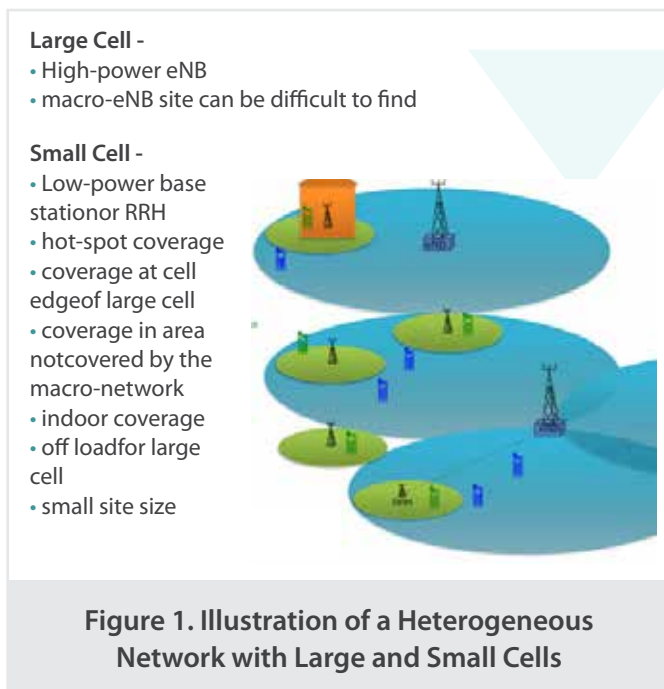 Large Cell -
• High-power eNB
• macro-eNB site can be difficult to find
Small Cell -
• Low-power base
stationor RRH
• hot-spot coverage
• coverage at cell
edgeof large cell
• coverage in area
notcovered by the
macro-network
• indoor coverage
• off loadfor large
cell
• small site size
Figure 1. Illustration of a Heterogeneous
Network with Large and Small Cells